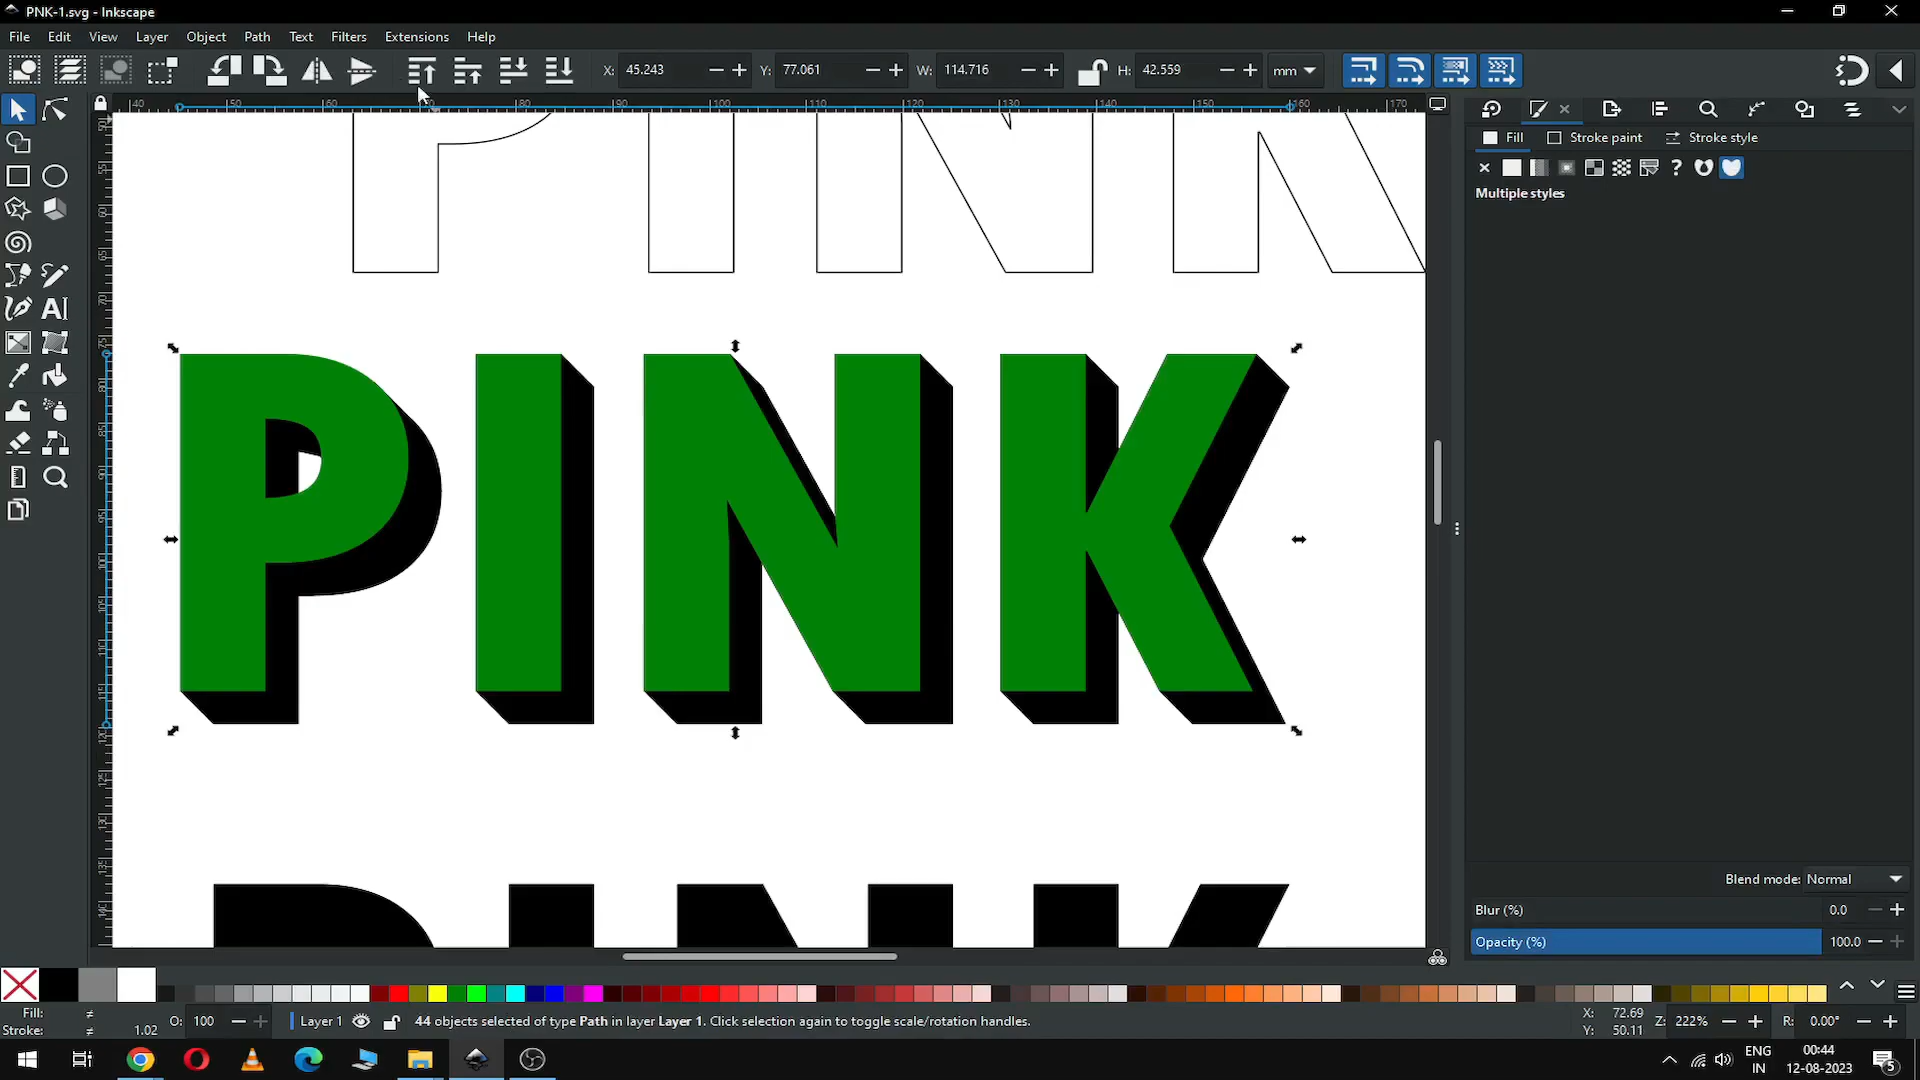 PNK-1.svg - Inkscape
File Edit View Layer Object Path Text Filters Extensions Help
X: 45.243 Y: 77.061 W: 114.716 H: 42.559 mm
Fill Stroke paint Stroke style
Multiple styles
PINK
PINK
PINK
Blend mode: Normal
Blur (%) 0.0
Opacity (%) 100.0
Fill: ≠
Stroke: ≠ 1.02 O: 100 Layer 1 44 objects selected of type Path in layer Layer 1. Click selection again to toggle scale/rotation handles.
X: 72.69
Y: 50.11 Z: 222% R: 0.00°
ENG
IN
00:44
12-08-2023
5